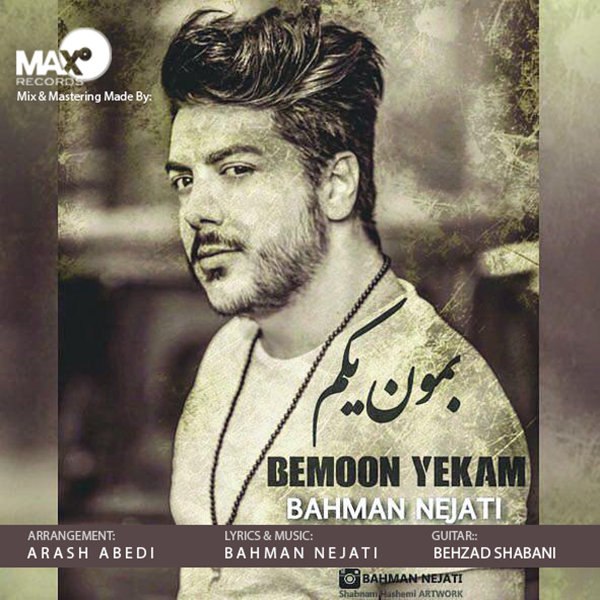 MAX
RECORDS
Mix & Mastering Made By:
بمون یکم
BEMOON YEKAM
BAHMAN NEJATI
ARRANGEMENT:
ARASH ABEDI
LYRICS & MUSIC:
BAHMAN NEJATI
GUITAR::
BEHZAD SHABANI
BAHMAN NEJATI
Shabnam Hashemi ARTWORK